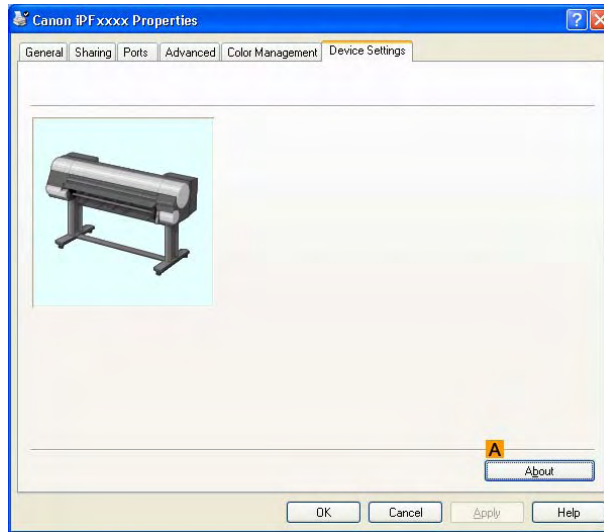 Canon iPFxxxx Properties ?
General Sharing Ports Advanced Color Management Device Settings
A
About
OK Cancel Apply Help